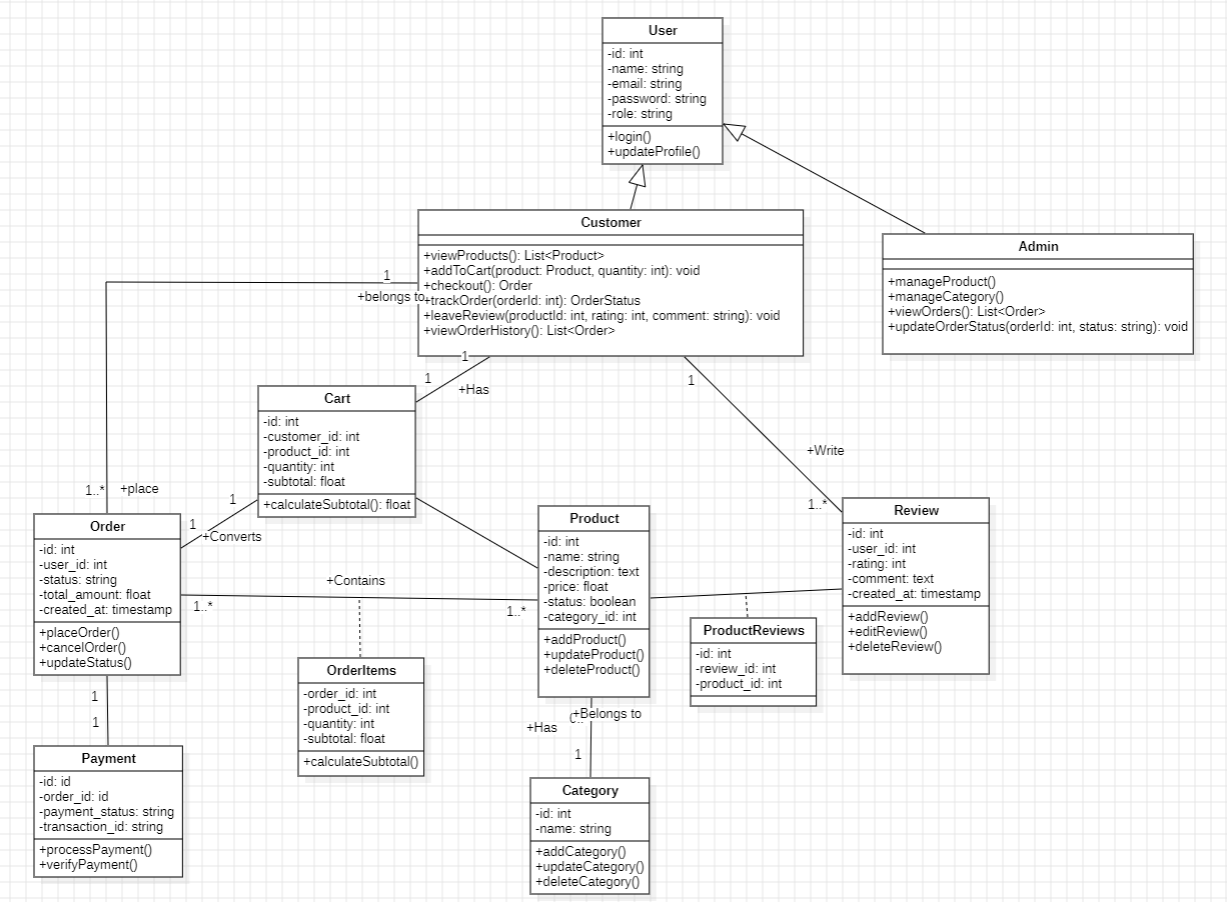 User
-id: int
-name: string
-email: string
-password: string
-role: string
+login()
+updateProfile()
Customer
+viewProducts(): List<Product>
+addToCart(product: Product, quantity: int): void
+checkout(): Order
+trackOrder(orderId: int): OrderStatus
+leaveReview(productId: int, rating: int, comment: string): void
+viewOrderHistory(): List<Order>
Admin
+manageProduct()
+manageCategory()
+viewOrders(): List<Order>
+updateOrderStatus(orderId: int, status: string): void
1
+belongs to
1
1
+Has
1
+Write
1..*
1..*
+place
Cart
-id: int
-customer_id: int
-product_id: int
-quantity: int
-subtotal: float
+calculateSubtotal(): float
1
1
+Converts
Order
-id: int
-user_id: int
-status: string
-total_amount: float
-created_at: timestamp
+placeOrder()
+cancelOrder()
+updateStatus()
+Contains
1..*
1..*
Product
-id: int
-name: string
-description: text
-price: float
-status: boolean
-category_id: int
+addProduct()
+updateProduct()
+deleteProduct()
Review
-id: int
-user_id: int
-rating: int
-comment: text
-created_at: timestamp
+addReview()
+editReview()
+deleteReview()
ProductReviews
-id: int
-review_id: int
-product_id: int
OrderItems
-order_id: int
-product_id: int
-quantity: int
-subtotal: float
+calculateSubtotal()
1
1
+Belongs to
+Has
1
Payment
-id: id
-order_id: id
-payment_status: string
-transaction_id: string
+processPayment()
+verifyPayment()
Category
-id: int
-name: string
+addCategory()
+updateCategory()
+deleteCategory()